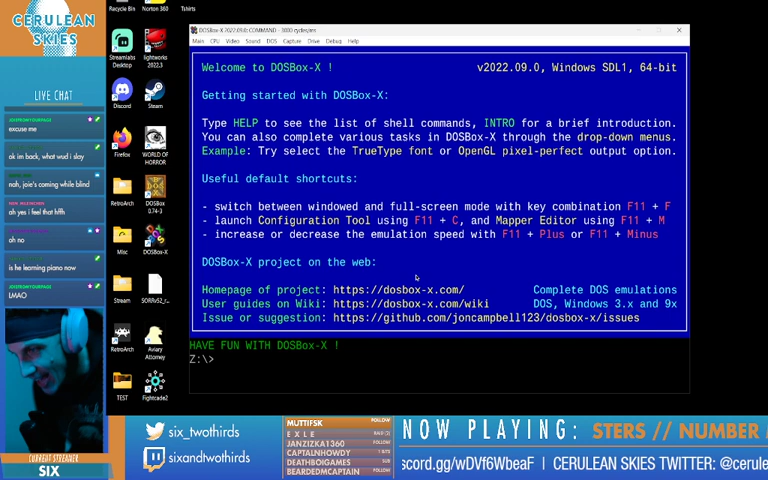 CERULEAN
SKIES
LIVE CHAT
excuse me
ok im back, what wud i slay
nah, joie's coming while blind
ah yes i feel that hffh
oh no
is he learning piano now
LMAO
CURRENT STREAMER
SIX
Recycle Bin
Norton 360
Tshirts
Streamlabs
Desktop
lightworks
2022.3
Discord
Steam
Firefox
WORLD OF
HORROR
RetroArch
DOSBox
0.74-3
Misc
DOSBox-X
Stream
SORRv52_r...
RetroArch
Aviary
Attorney
TEST
Fightcade2
DOSBox-X 2022.09.0: COMMAND - 3000 cycles/ms
Main CPU Video Sound DOS Capture Drive Debug Help
Welcome to DOSBox-X ! v2022.09.0, Windows SDL1, 64-bit
Getting started with DOSBox-X:
Type HELP to see the list of shell commands, INTRO for a brief introduction.
You can also complete various tasks in DOSBox-X through the drop-down menus.
Example: Try select the TrueType font or OpenGL pixel-perfect output option.
Useful default shortcuts:
- switch between windowed and full-screen mode with key combination F11 + F
- launch Configuration Tool using F11 + C, and Mapper Editor using F11 + M
- increase or decrease the emulation speed with F11 + Plus or F11 + Minus
DOSBox-X project on the web:
Homepage of project: https://dosbox-x.com/ Complete DOS emulations
User guides on Wiki: https://dosbox-x.com/wiki DOS, Windows 3.x and 9x
Issue or suggestion: https://github.com/joncampbell123/dosbox-x/issues
HAVE FUN WITH DOSBox-X !
Z:\>
six_twothirds
sixandtwothirds
MUTTIFSK FOLLOW
EXLE RAID
JANZIZKA1360 FOLLOW
CAPTAINHOWDY
DEATHBOIGAMES SUB
BEARDEDMCAPTAIN FOLLOW
NOW PLAYING: STERS // NUMBER
scord.gg/wDVf6WbeaF | CERULEAN SKIES TWITTER: @cerule